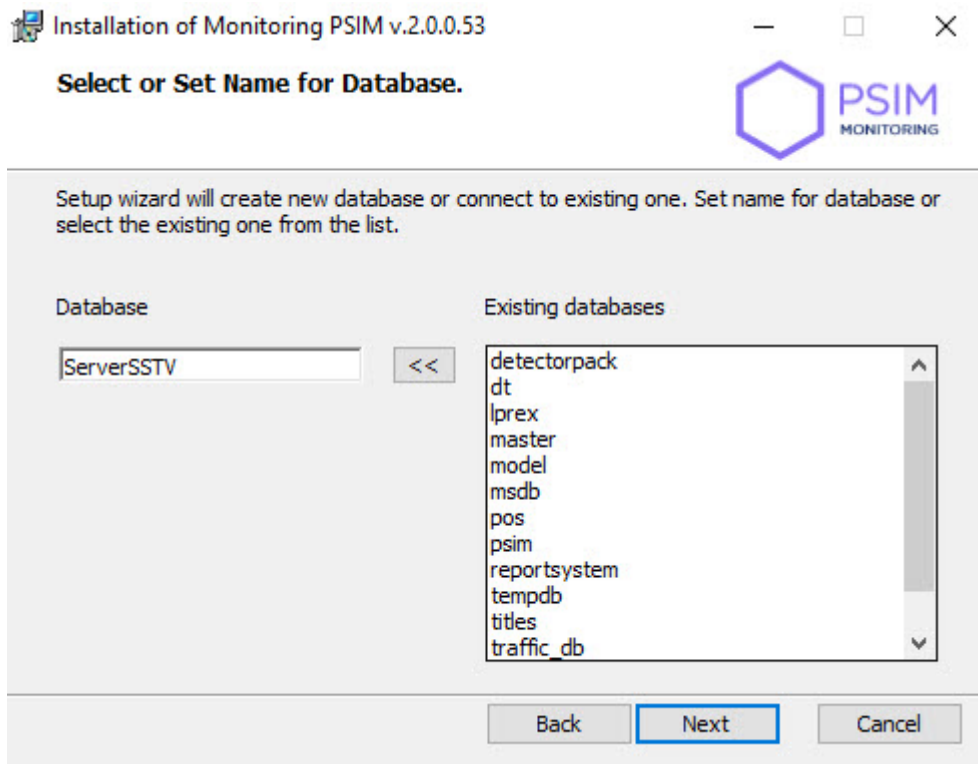 Installation of Monitoring PSIM v.2.0.0.53
Select or Set Name for Database.
PSIM
MONITORING
Setup wizard will create new database or connect to existing one. Set name for database or
select the existing one from the list.
Database
Existing databases
ServerSSTV
<<
detectorpack
dt
lprex
master
model
msdb
pos
psim
reportsystem
tempdb
titles
traffic_db
Back
Next
Cancel